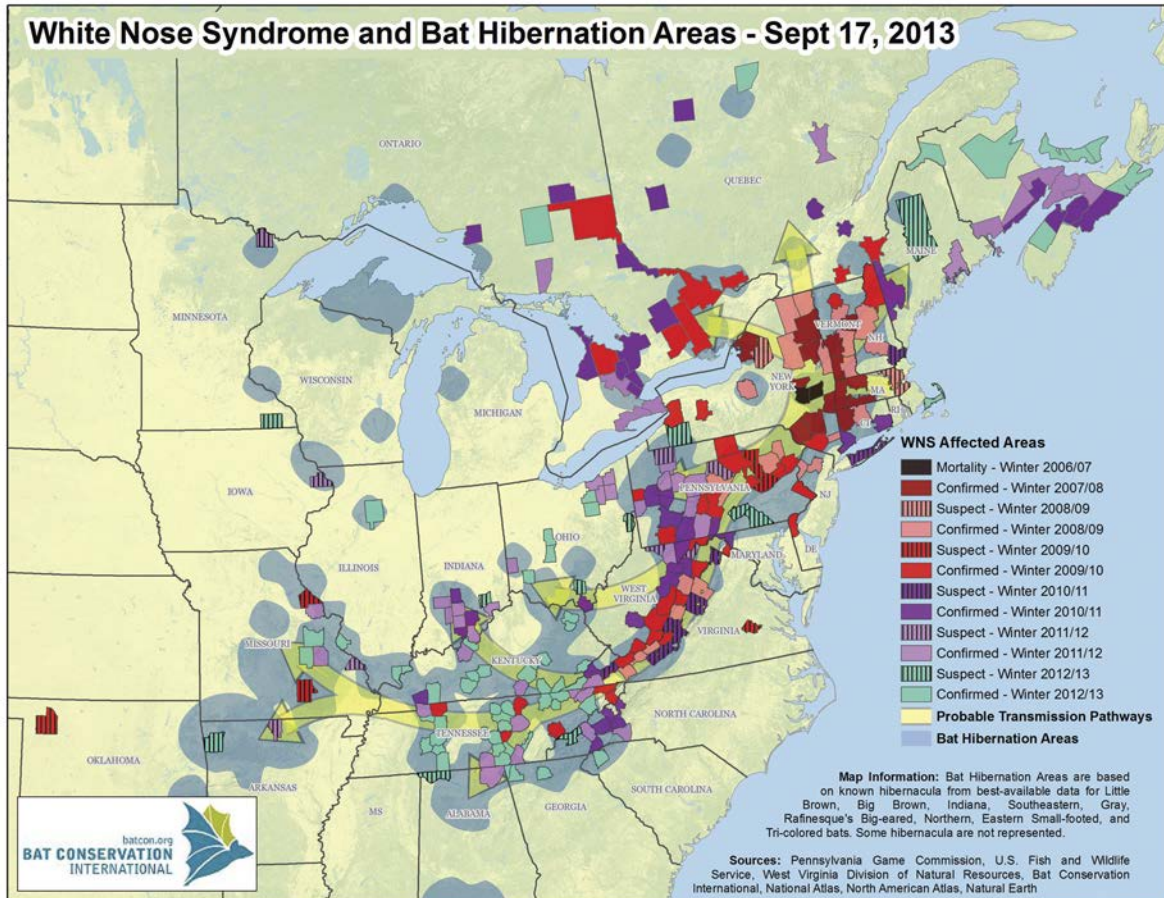 White Nose Syndrome and Bat Hibernation Areas - Sept 17, 2013
ONTARIO
QUEBEC
MAINE
MINNESOTA
VERMONT
NH
WISCONSIN
MICHIGAN
NEW
YORK
MA
RI
CT
IOWA
PENNSYLVANIA
NJ
OHIO
MARYLAND
DE
ILLINOIS
INDIANA
WEST
VIRGINIA
VIRGINIA
MISSOURI
KENTUCKY
NORTH CAROLINA
TENNESSEE
OKLAHOMA
ARKANSAS
SOUTH CAROLINA
MS
ALABAMA
GEORGIA
WNS Affected Areas
Mortality - Winter 2006/07
Confirmed - Winter 2007/08
Suspect - Winter 2008/09
Confirmed - Winter 2008/09
Suspect - Winter 2009/10
Confirmed - Winter 2009/10
Suspect - Winter 2010/11
Confirmed - Winter 2010/11
Suspect - Winter 2011/12
Confirmed - Winter 2011/12
Suspect - Winter 2012/13
Confirmed - Winter 2012/13
Probable Transmission Pathways
Bat Hibernation Areas
Map Information: Bat Hibernation Areas are based
on known hibernacula from best-available data for Little
Brown, Big Brown, Indiana, Southeastern, Gray,
Rafinesque's Big-eared, Northern, Eastern Small-footed, and
Tri-colored bats. Some hibernacula are not represented.
Sources: Pennsylvania Game Commission, U.S. Fish and Wildlife
Service, West Virginia Division of Natural Resources, Bat Conservation
International, National Atlas, North American Atlas, Natural Earth
batcon.org
BAT CONSERVATION
INTERNATIONAL